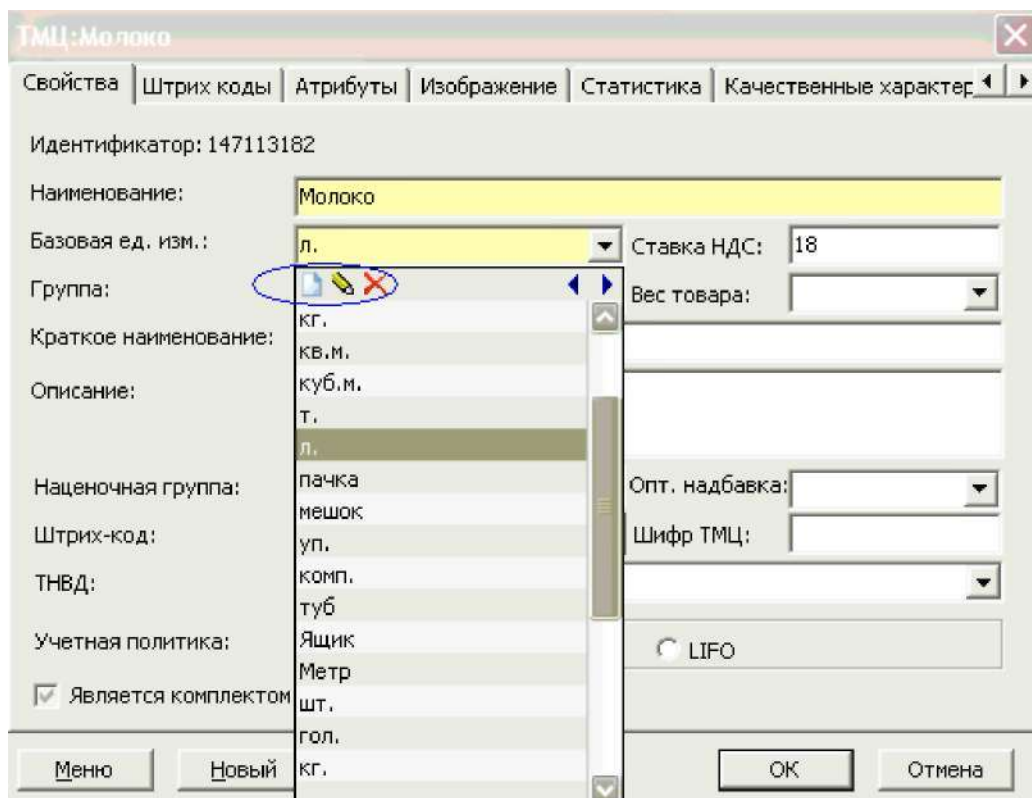 ТМЦ:Молоко
Свойства Штрих коды Атрибуты Изображение Статистика Качественные характер
Идентификатор: 147113182
Наименование: Молоко
Базовая ед. изм.: л. Ставка НДС: 18
Группа: Вес товара:
кг.
Краткое наименование:
кв.м.
куб.м.
Описание:
т.
л.
пачка
Наценочная группа: Опт. надбавка:
мешок
Штрих-код: Шифр ТМЦ:
уп.
комп.
ТНВД:
туб
Ящик
Учетная политика: LIFO
Метр
Является комплектом
шт.
гол.
кг.
Меню Новый ОК Отмена